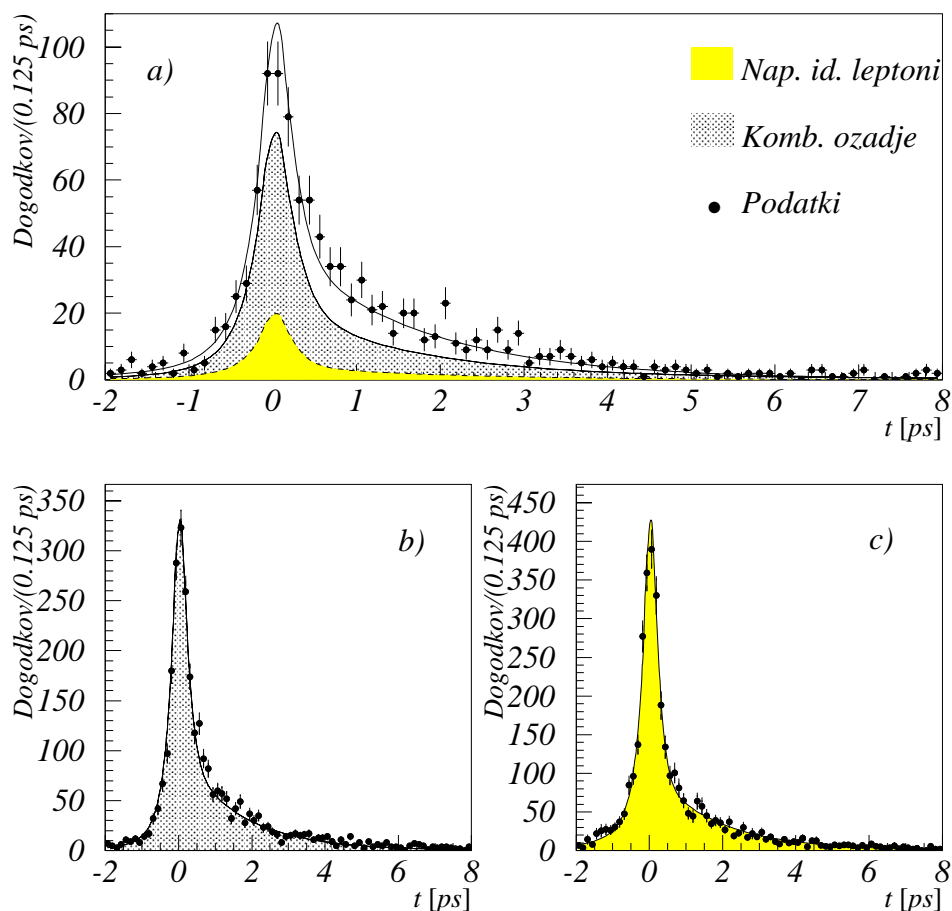 Dogodkov/(0.125 ps)
100
80
60
40
20
0
a)
Nap. id. leptoni
Komb. ozadje
Podatki
-2 -1 0 1 2 3 4 5 6 7 8
t [ps]
Dogodkov/(0.125 ps)
350
300
250
200
150
100
50
0
b)
-2 0 2 4 6 8
t [ps]
Dogodkov/(0.125 ps)
450
400
350
300
250
200
150
100
50
0
c)
-2 0 2 4 6 8
t [ps]